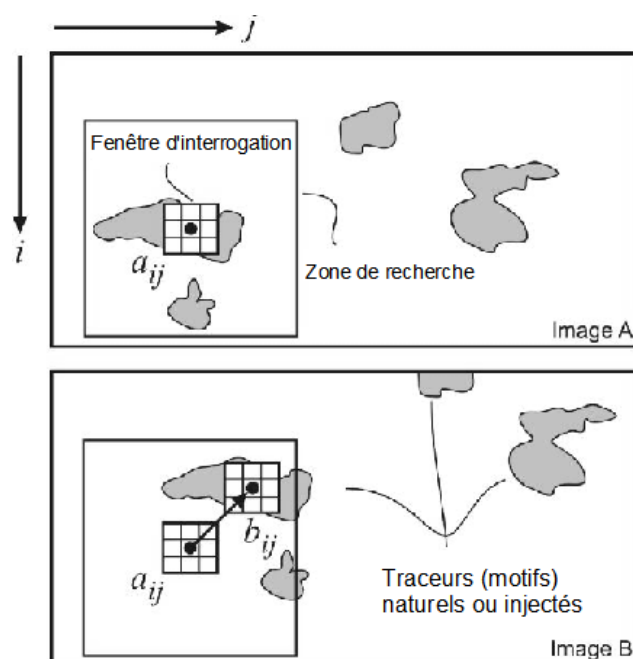 j
i
Fenêtre d'interrogation
a_ij
Zone de recherche
Image A
b_ij
a_ij
Traceurs (motifs)
naturels ou injectés
Image B